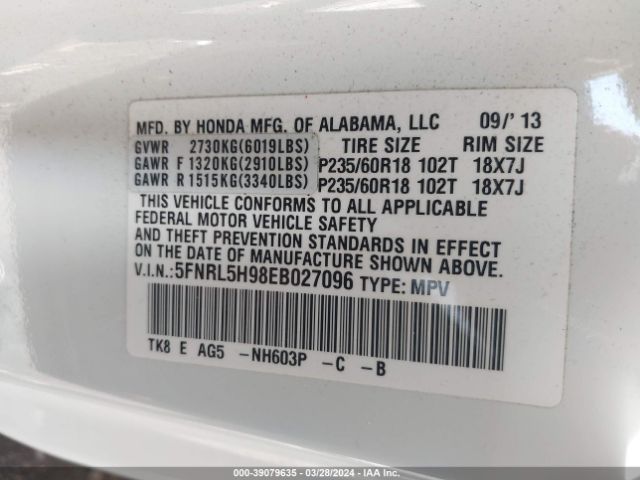 MFD. BY HONDA MFG. OF ALABAMA, LLC 09/'13
GVWR 2730KG(6019LBS) TIRE SIZE RIM SIZE
GAWR F 1320KG(2910LBS) P235/60R18 102T 18X7J
GAWR R 1515KG(3340LBS) P235/60R18 102T 18X7J
THIS VEHICLE CONFORMS TO ALL APPLICABLE
FEDERAL MOTOR VEHICLE SAFETY
AND THEFT PREVENTION STANDARDS IN EFFECT
ON THE DATE OF MANUFACTURE SHOWN ABOVE.
V.I.N.:5FNRL5H98EB027096 TYPE: MPV
TK8 E AG5 -NH603P -C -B
000-39079635 - 03/28/2024 - IAA Inc.